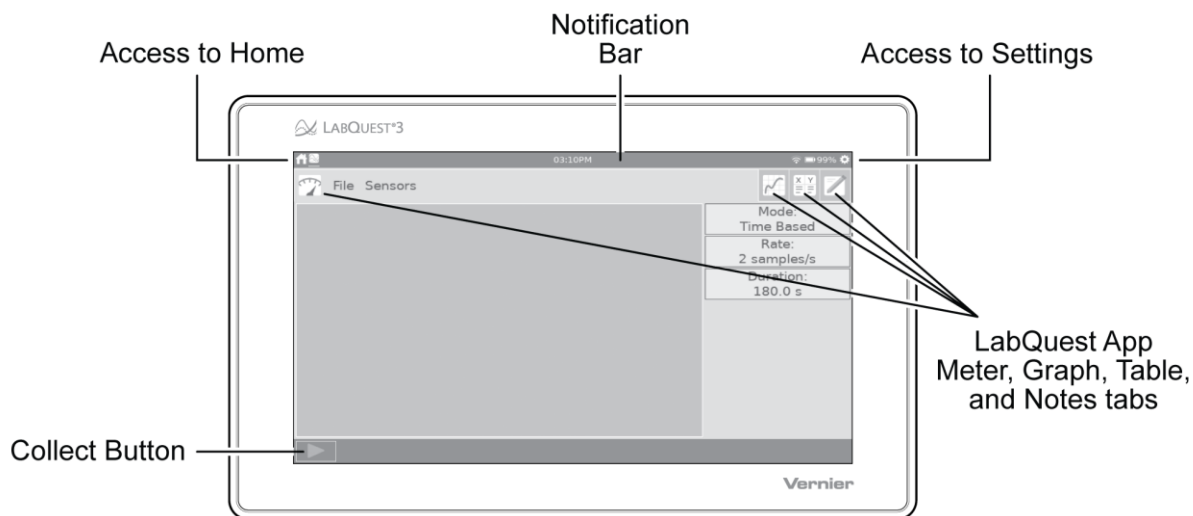 Notification
Bar
Access to Home
Access to Settings
LABQUEST®3
03:10PM
99%
File Sensors
X Y
Mode:
Time Based
Rate:
2 samples/s
Duration:
180.0 s
LabQuest App
Meter, Graph, Table,
and Notes tabs
Collect Button
Vernier